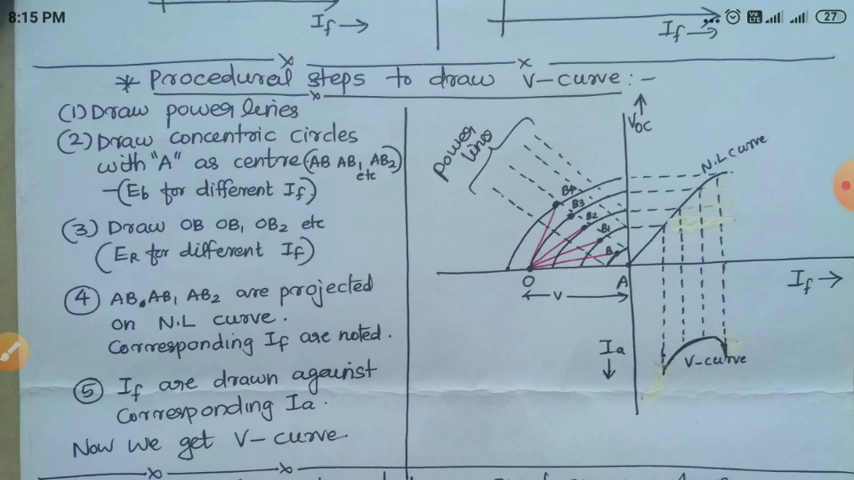 8:15 PM
27
If →
If →
* Procedural steps to draw V-curve:-
(1) Draw power lenies
(2) Draw concentric circles
with "A" as centre (AB AB1 AB2 etc
-(Eb for different If)
(3) Draw OB OB1 OB2 etc
(ER for different If)
(4) AB, AB1 AB2 are projected
on N.L curve.
Corresponding If are noted.
(5) If are drawn against
Corresponding Ia.
Now we get V-curve
VOC
power lines
N.L curve
B4
B3
B2
B1
B
O
A
← V →
If →
Ia
↓
V-curve